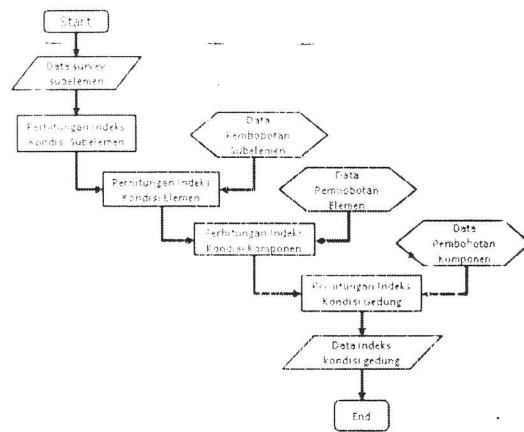 Start
Data survey
subelemen
Perhitungan Indeks
Kondisi Subelemen
Data
Pembobotan
Subelemen
Perhitungan Indeks
Kondisi Elemen
Data
Pembobotan
Elemen
Perhitungan Indeks
Kondisi Komponen
Data
Pembobotan
Komponen
Perhitungan Indeks
Kondisi Gedung
Data Indeks
kondisi gedung
End